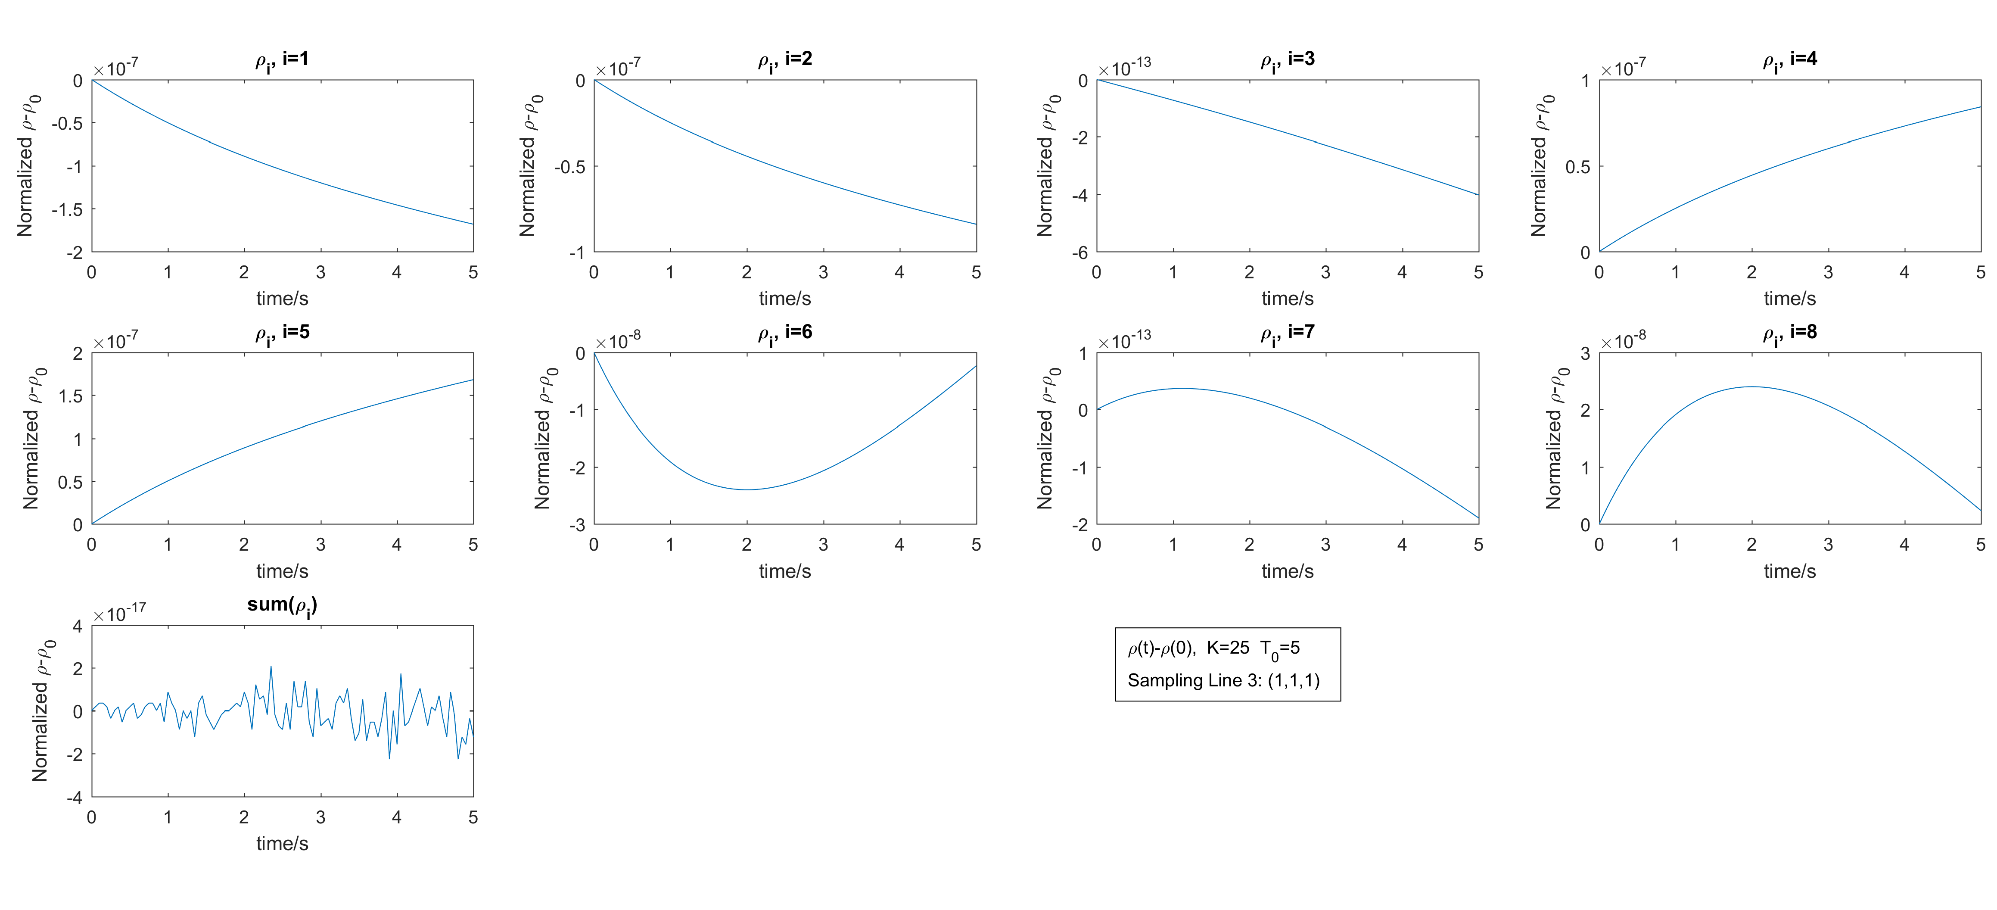 ρi, i=1
×10-7
Normalized ρ-ρ0
0
-0.5
-1
-1.5
-2
0 1 2 3 4 5
time/s
ρi, i=2
×10-7
Normalized ρ-ρ0
0
-0.5
-1
0 1 2 3 4 5
time/s
ρi, i=3
×10-13
Normalized ρ-ρ0
0
-2
-4
-6
0 1 2 3 4 5
time/s
ρi, i=4
×10-7
Normalized ρ-ρ0
1
0.5
0
0 1 2 3 4 5
time/s
ρi, i=5
×10-7
Normalized ρ-ρ0
2
1.5
1
0.5
0
0 1 2 3 4 5
time/s
ρi, i=6
×10-8
Normalized ρ-ρ0
0
-1
-2
-3
0 1 2 3 4 5
time/s
ρi, i=7
×10-13
Normalized ρ-ρ0
1
0
-1
-2
0 1 2 3 4 5
time/s
ρi, i=8
×10-8
Normalized ρ-ρ0
3
2
1
0
0 1 2 3 4 5
time/s
sum(ρi)
×10-17
Normalized ρ-ρ0
4
2
0
-2
-4
0 1 2 3 4 5
time/s
ρ(t)-ρ(0), K=25 T0=5
Sampling Line 3: (1,1,1)